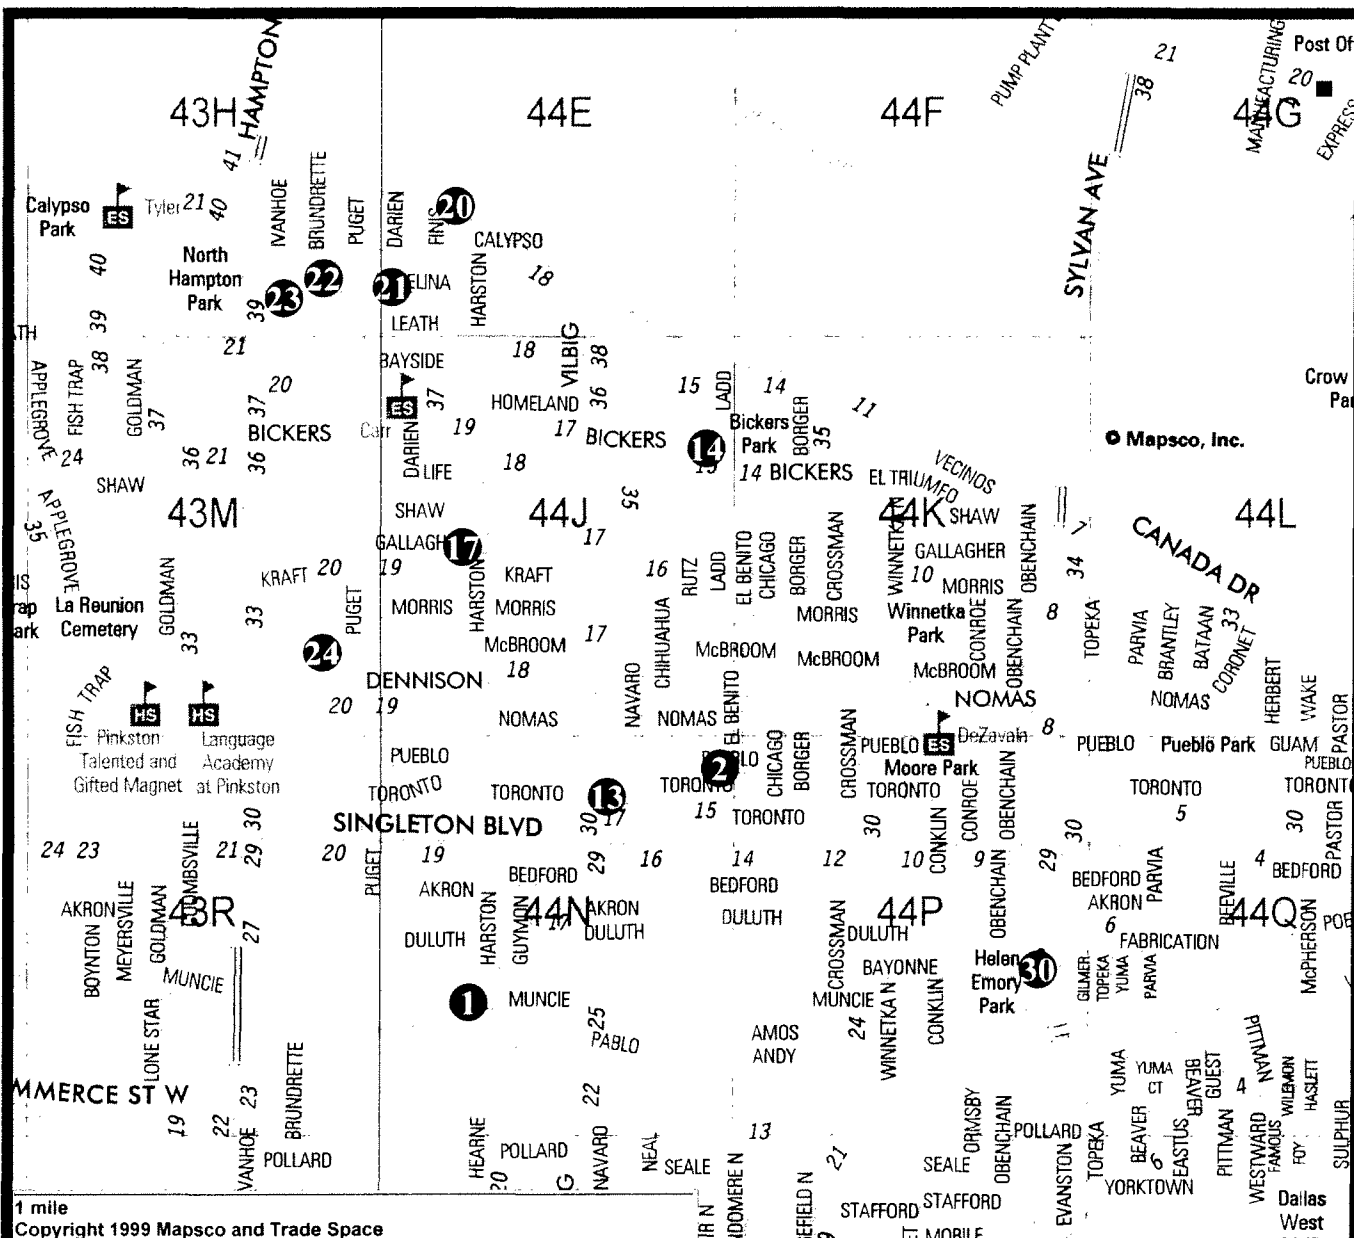 HAMPTON
PUMP PLANT
21
38
MANUFACTURING
Post Of
20
EXPRESS
43H
44E
44F
44G
41
SYLVAN AVE
Calypso
Park
ES
Tyler
21
40
IVANHOE
BRUNDRETTE
PUGET
DARIEN
FINIS
20
CALYPSO
North
Hampton
Park
40
39
23
22
21
ELINA
HARSTON
18
39
LEATH
ATH
21
38
BAYSIDE
18
VILBIG
38
APPLEGROVE
FISH TRAP
GOLDMAN
37
20
37
ES
37
HOMELAND
36
15
LADD
14
11
Crow
Par
BICKERS
Carr
DARIEN
19
17
BICKERS
14
Bickers
Park
BORGER
35
Mapsco, Inc.
24
36
21
36
LIFE
18
15
14
BICKERS
EL TRIUMFO
VECINOS
SHAW
APPLEGROVE
35
43M
SHAW
44J
35
44K
SHAW
7
CANADA DR
44L
GALLAGH
17
17
WINNETKA N
GALLAGHER
OBENCHAIN
34
KRAFT
20
19
KRAFT
16
RUTZ
LADD
EL BENITO
CHICAGO
BORGER
CROSSMAN
10
MORRIS
IS
rap
ark
La Reunion
Cemetery
GOLDMAN
33
33
PUGET
MORRIS
HARSTON
MORRIS
CHIHUAHUA
MORRIS
Winnetka
Park
CONROE
OBENCHAIN
8
TOPEKA
PARVIA
BRANTLEY
BATAAN
33
CORONET
24
McBROOM
17
McBROOM
McBROOM
McBROOM
DENNISON
18
NAVARO
FISH TRAP
HS
HS
20
19
NOMAS
NOMAS
EL BENITO
NOMAS
NOMAS
HERBERT
WAKE
PASTOR
Pinkston
Talented and
Gifted Magnet
Language
Academy
at Pinkston
PUEBLO
2
LO
CHICAGO
BORGER
CROSSMAN
PUEBLO
ES
DeZavala
8
Moore Park
PUEBLO
Pueblo Park
GUAM
PUEBLO
TORONTO
TORONTO
13
TORONTO
TORONTO
CONROE
OBENCHAIN
TORONTO
TORONT
30
SINGLETON BLVD
30
17
15
TORONTO
30
CONKLIN
30
5
30
PASTOR
24
23
PLUMBSVILLE
21
29
20
PUGET
19
29
16
14
12
10
9
29
PARVIA
4
AKRON
BEDFORD
BEDFORD
OBENCHAIN
BEDFORD
BEEVILLE
BEDFORD
AKRON
BOYNTON
MEYERSVILLE
GOLDMAN
43R
27
HARSTON
GUYMON
44N
17
AKRON
DULUTH
DULUTH
CROSSMAN
44P
AKRON
6
44Q
McPHERSON
POE
DULUTH
DULUTH
FABRICATION
MUNCIE
BAYONNE
Helen
Emory
Park
30
GILMER
TOPEKA
YUMA
PARVIA
1
MUNCIE
MUNCIE
WINNETKA N
CONKLIN
LONE STAR
25
PABLO
AMOS
ANDY
24
PITTMAN
MMERCE ST W
BRUNDRETTE
YUMA
YUMA
CT
BEAVER
GUEST
4
WILEMON
HASLETT
19
22
23
22
ORMSBY
OBENCHAIN
SULPHUR
IVANHOE
POLLARD
HEARNE
POLLARD
NAVARO
NEAL
SEALE
13
21
SEALE
POLLARD
TOPEKA
BEAVER
6
EASTUS
PITTMAN
WESTWARD
FAMOUS
FOY
20
G
EVANSTON
YORKTOWN
Dallas
West
1 mile
STAFFORD
STAFFORD
MOBILE
Copyright 1999 Mapsco and Trade Space